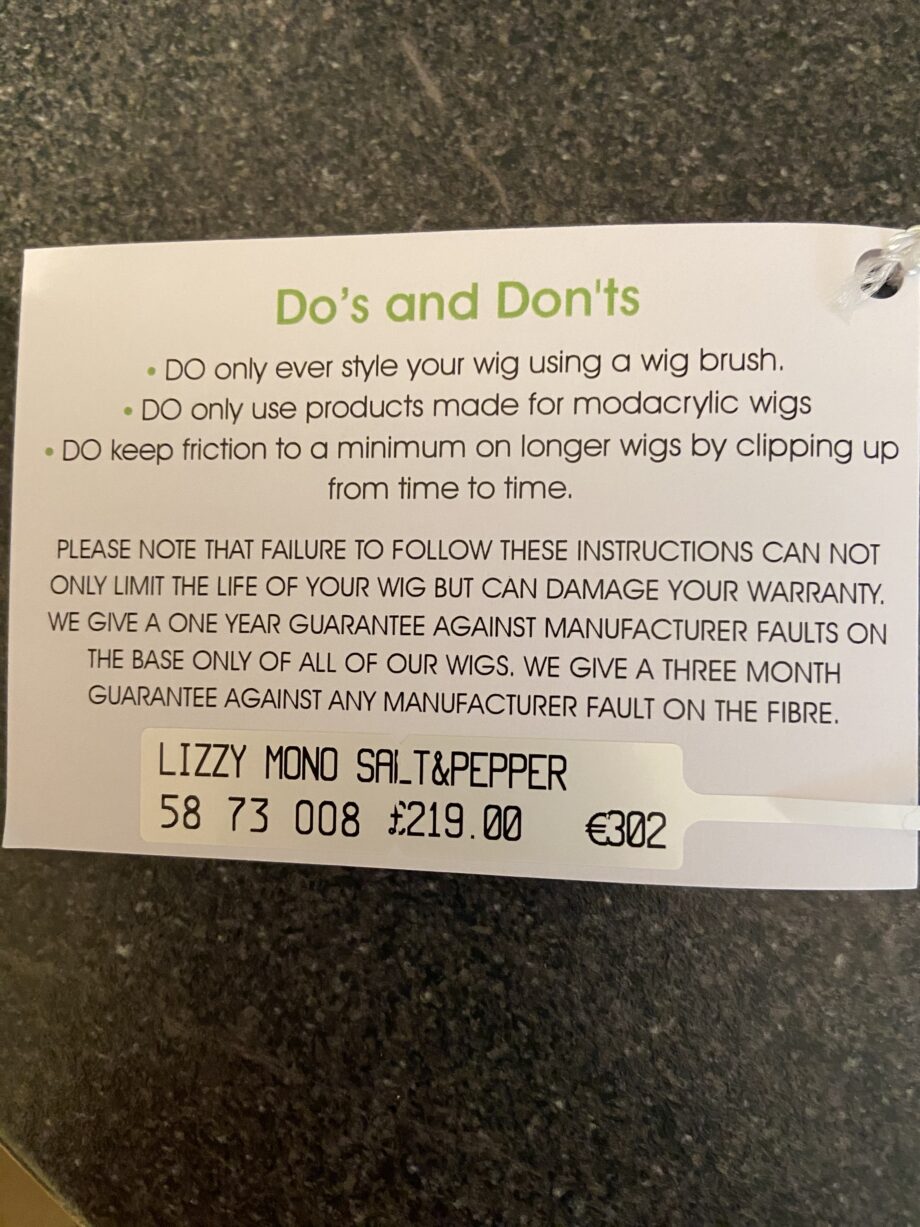 Do's and Don'ts
• DO only ever style your wig using a wig brush.
• DO only use products made for modacrylic wigs
• DO keep friction to a minimum on longer wigs by clipping up
from time to time.
PLEASE NOTE THAT FAILURE TO FOLLOW THESE INSTRUCTIONS CAN NOT
ONLY LIMIT THE LIFE OF YOUR WIG BUT CAN DAMAGE YOUR WARRANTY.
WE GIVE A ONE YEAR GUARANTEE AGAINST MANUFACTURER FAULTS ON
THE BASE ONLY OF ALL OF OUR WIGS. WE GIVE A THREE MONTH
GUARANTEE AGAINST ANY MANUFACTURER FAULT ON THE FIBRE.
LIZZY MONO SALT&PEPPER
58 73 008 £219.00 €302